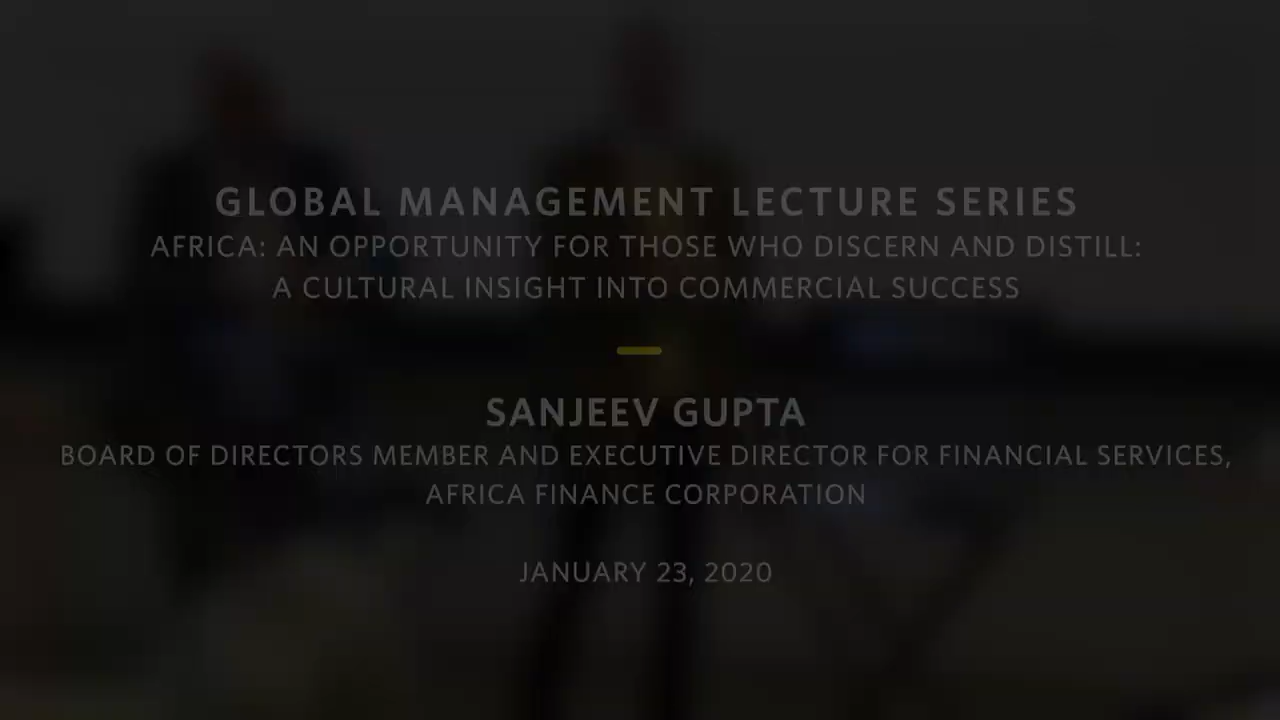 GLOBAL MANAGEMENT LECTURE SERIES
AFRICA: AN OPPORTUNITY FOR THOSE WHO DISCERN AND DISTILL:
A CULTURAL INSIGHT INTO COMMERCIAL SUCCESS
SANJEEV GUPTA
BOARD OF DIRECTORS MEMBER AND EXECUTIVE DIRECTOR FOR FINANCIAL SERVICES,
AFRICA FINANCE CORPORATION
JANUARY 23, 2020